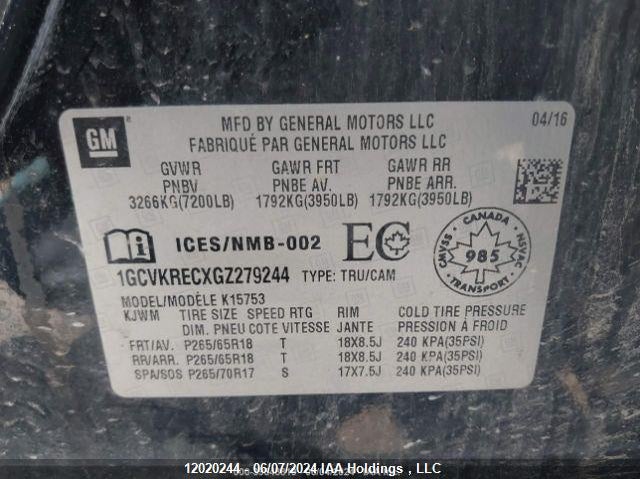 GM
MFD BY GENERAL MOTORS LLC 04/16
FABRIQUÉ PAR GENERAL MOTORS LLC
GVWR GAWR FRT GAWR RR
PNBV PNBE AV. PNBE ARR.
3266KG(7200LB) 1792KG(3950LB) 1792KG(3950LB)
i ICES/NMB-002 EC CANADA CMVSS 985 NSVAC
1GCVKRECXGZ279244 TYPE: TRU/CAM
MODEL/MODÈLE K15753
KJWM TIRE SIZE SPEED RTG RIM COLD TIRE PRESSURE
DIM. PNEU COTE VITESSE JANTE PRESSION À FROID
FRT/AV. P265/65R18 T 18X8.5J 240 KPA(35PSI)
RR/ARR. P265/65R18 T 18X8.5J 240 KPA(35PSI)
SPA/SOS P265/70R17 S 17X7.5J 240 KPA(35PSI)
12020244 - 06/07/2024 IAA Holdings , LLC